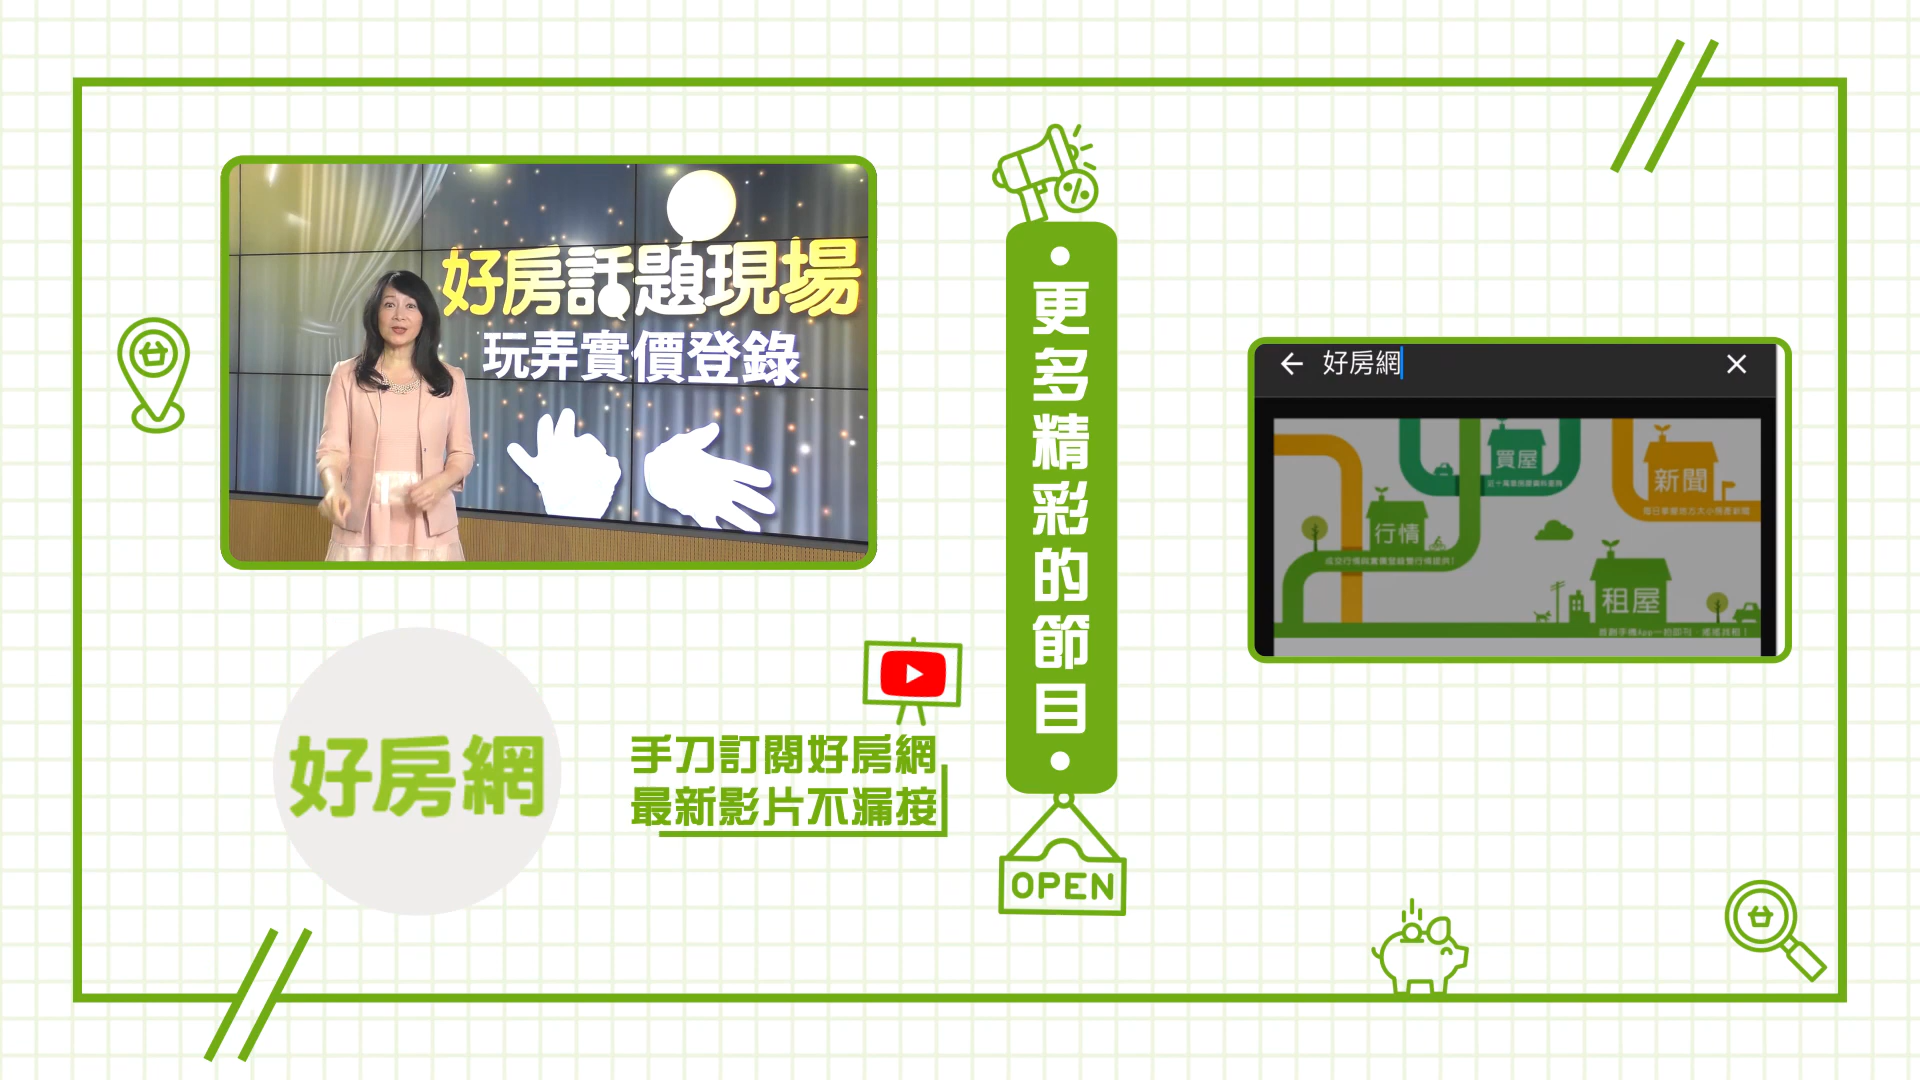 好房話題現場
玩弄實價登錄
好房網
手刀訂閱好房網
最新影片不漏接
%
更多精彩的節目
OPEN
好房網
買屋
新聞
行情
租屋